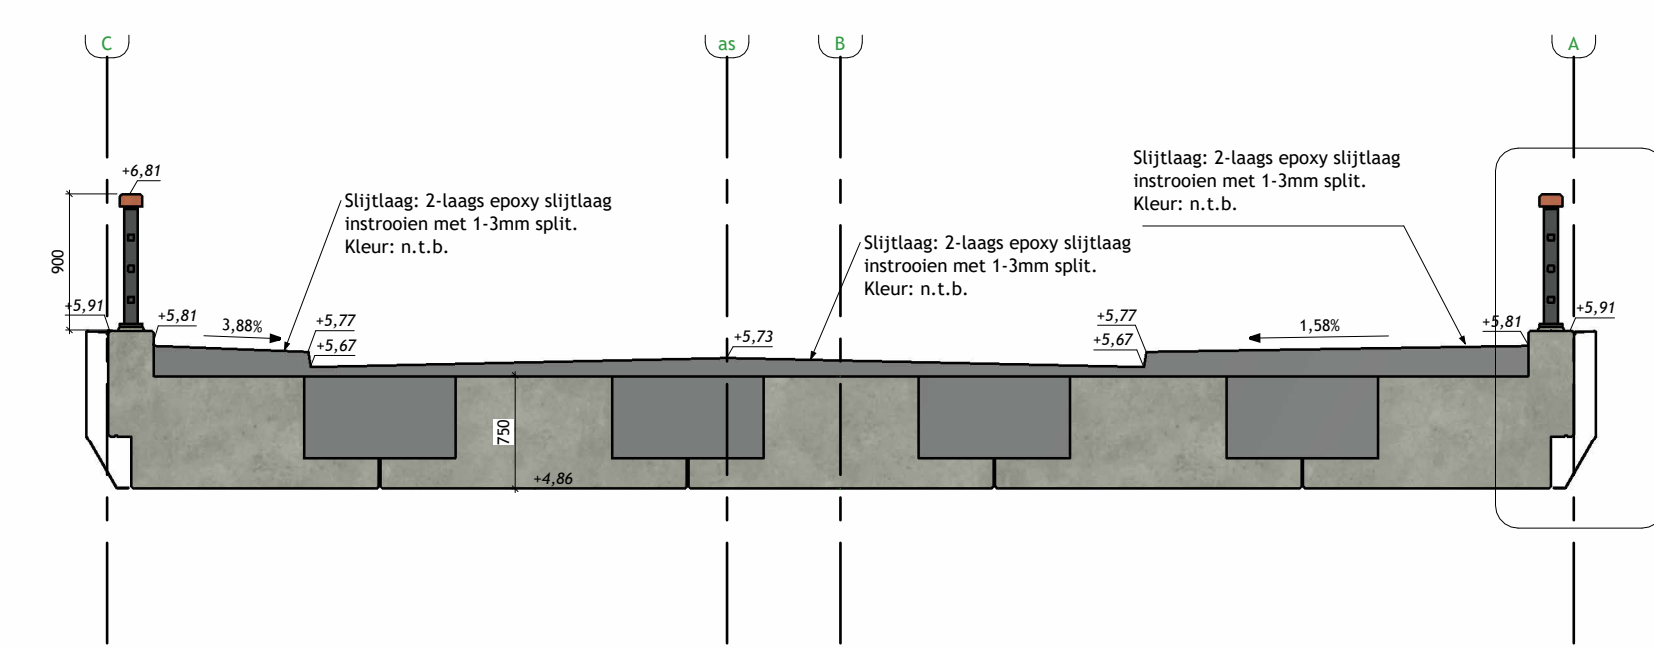 C
as
B
A
+6,81
Slijtlaag: 2-laags epoxy slijtlaag
instrooien met 1-3mm split.
Kleur: n.t.b.
Slijtlaag: 2-laags epoxy slijtlaag
instrooien met 1-3mm split.
Kleur: n.t.b.
Slijtlaag: 2-laags epoxy slijtlaag
instrooien met 1-3mm split.
Kleur: n.t.b.
900
+5,91
+5,81
3,88%
+5,77
+5,67
+5,73
+5,77
+5,67
1,58%
+5,81
+5,91
750
+4,86